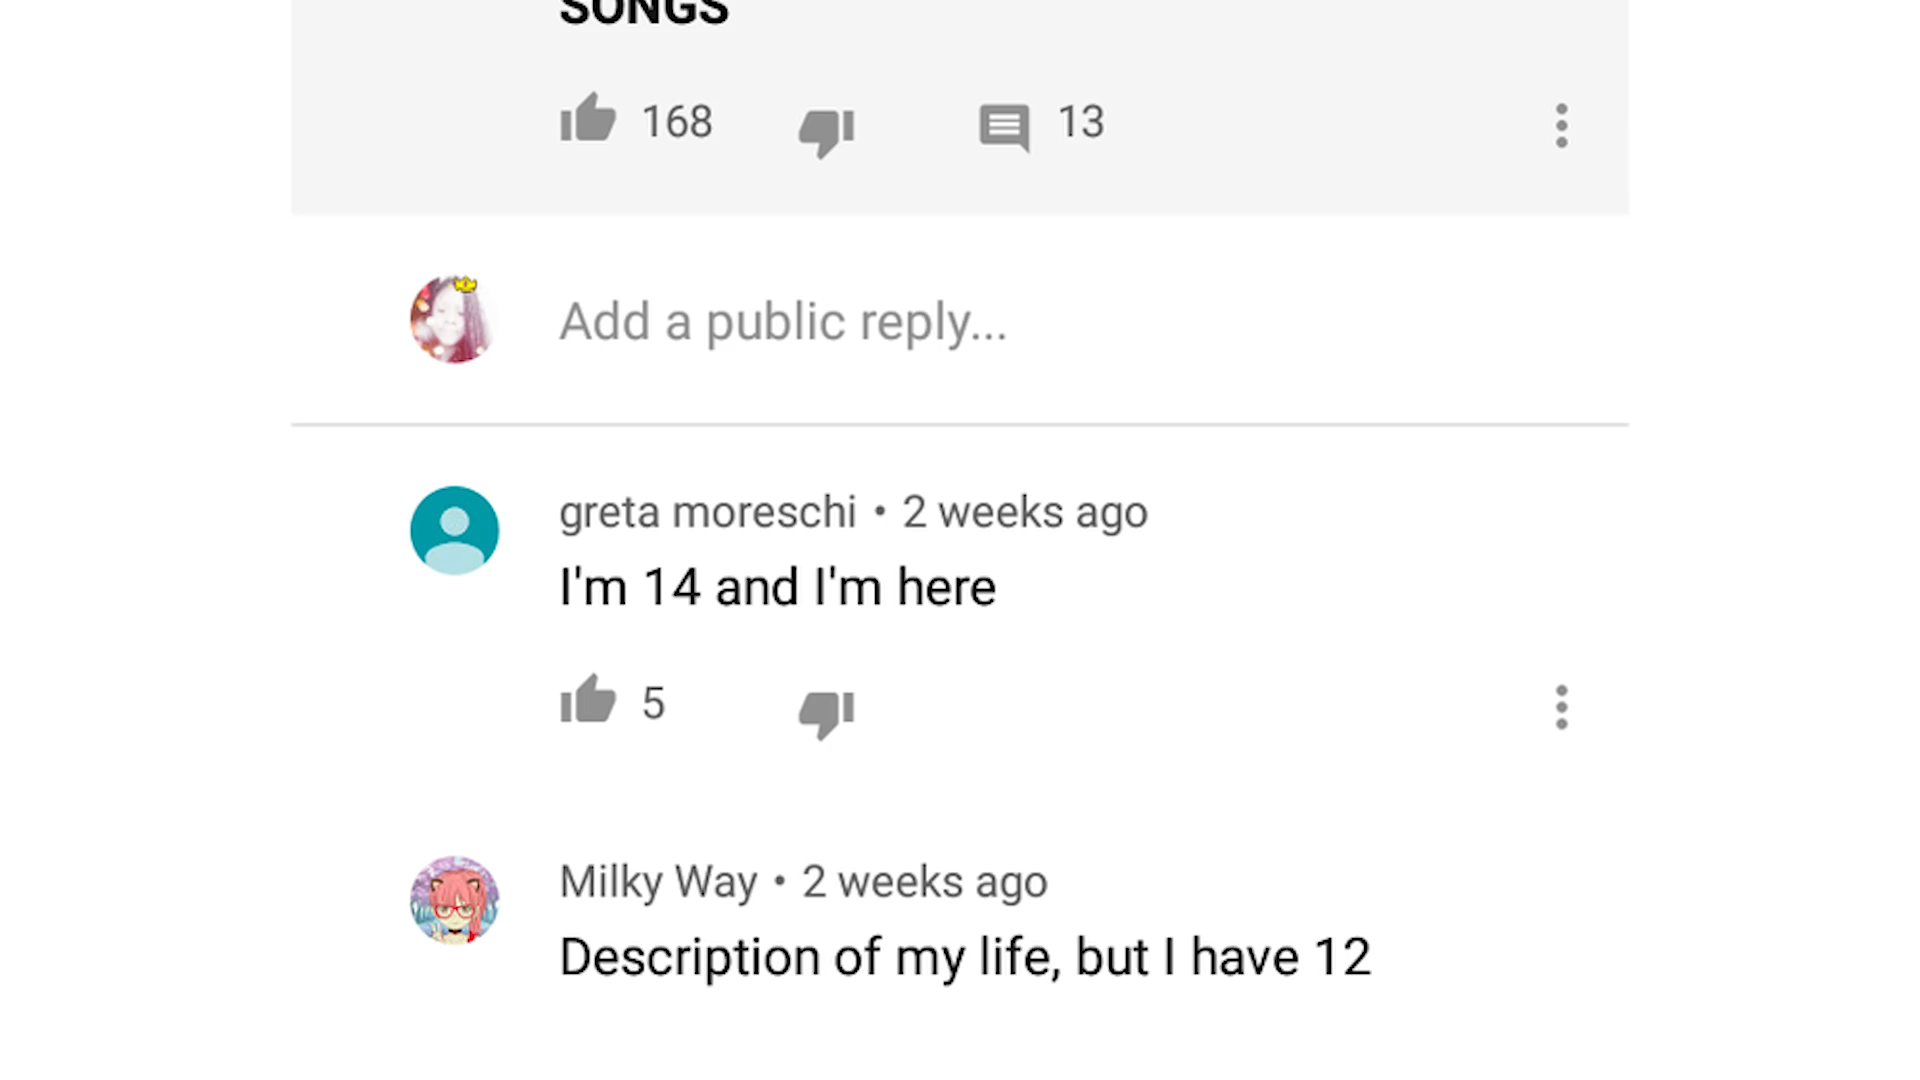 SONGS
168 13
Add a public reply...
greta moreschi • 2 weeks ago
I'm 14 and I'm here
5
Milky Way • 2 weeks ago
Description of my life, but I have 12